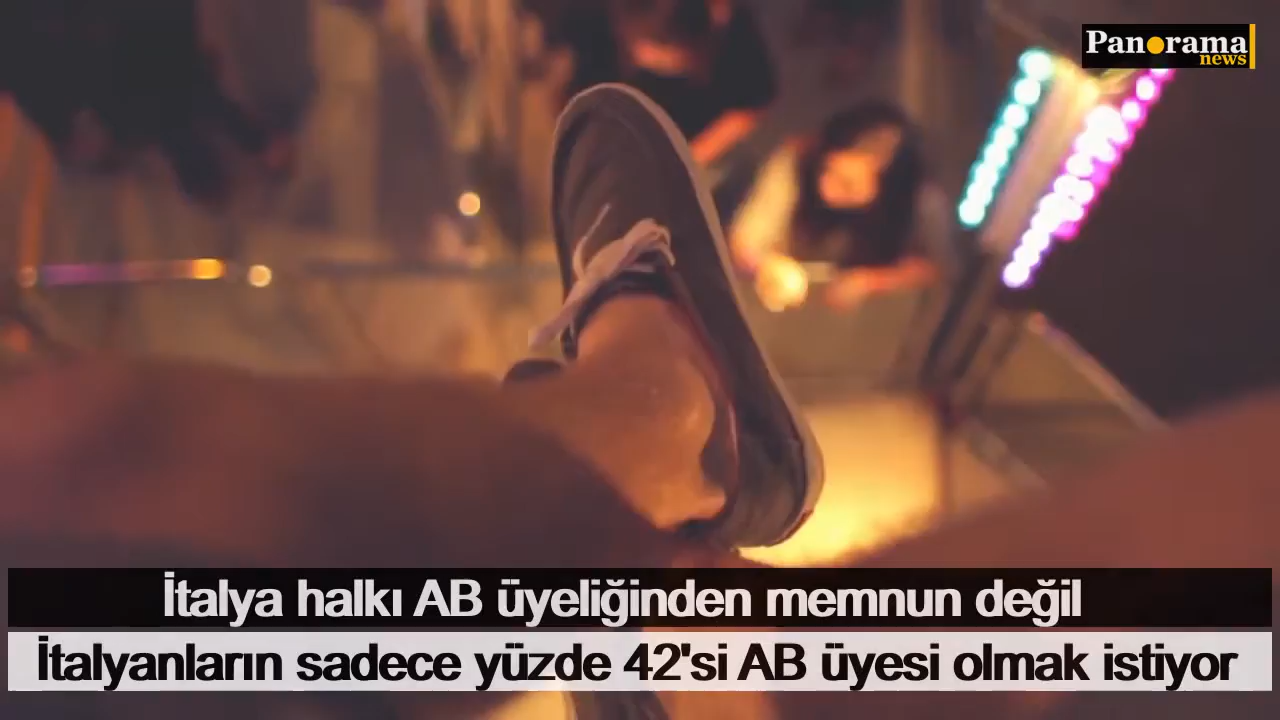 Panorama
news
İtalya halkı AB üyeliğinden memnun değil
İtalyanların sadece yüzde 42'si AB üyesi olmak istiyor